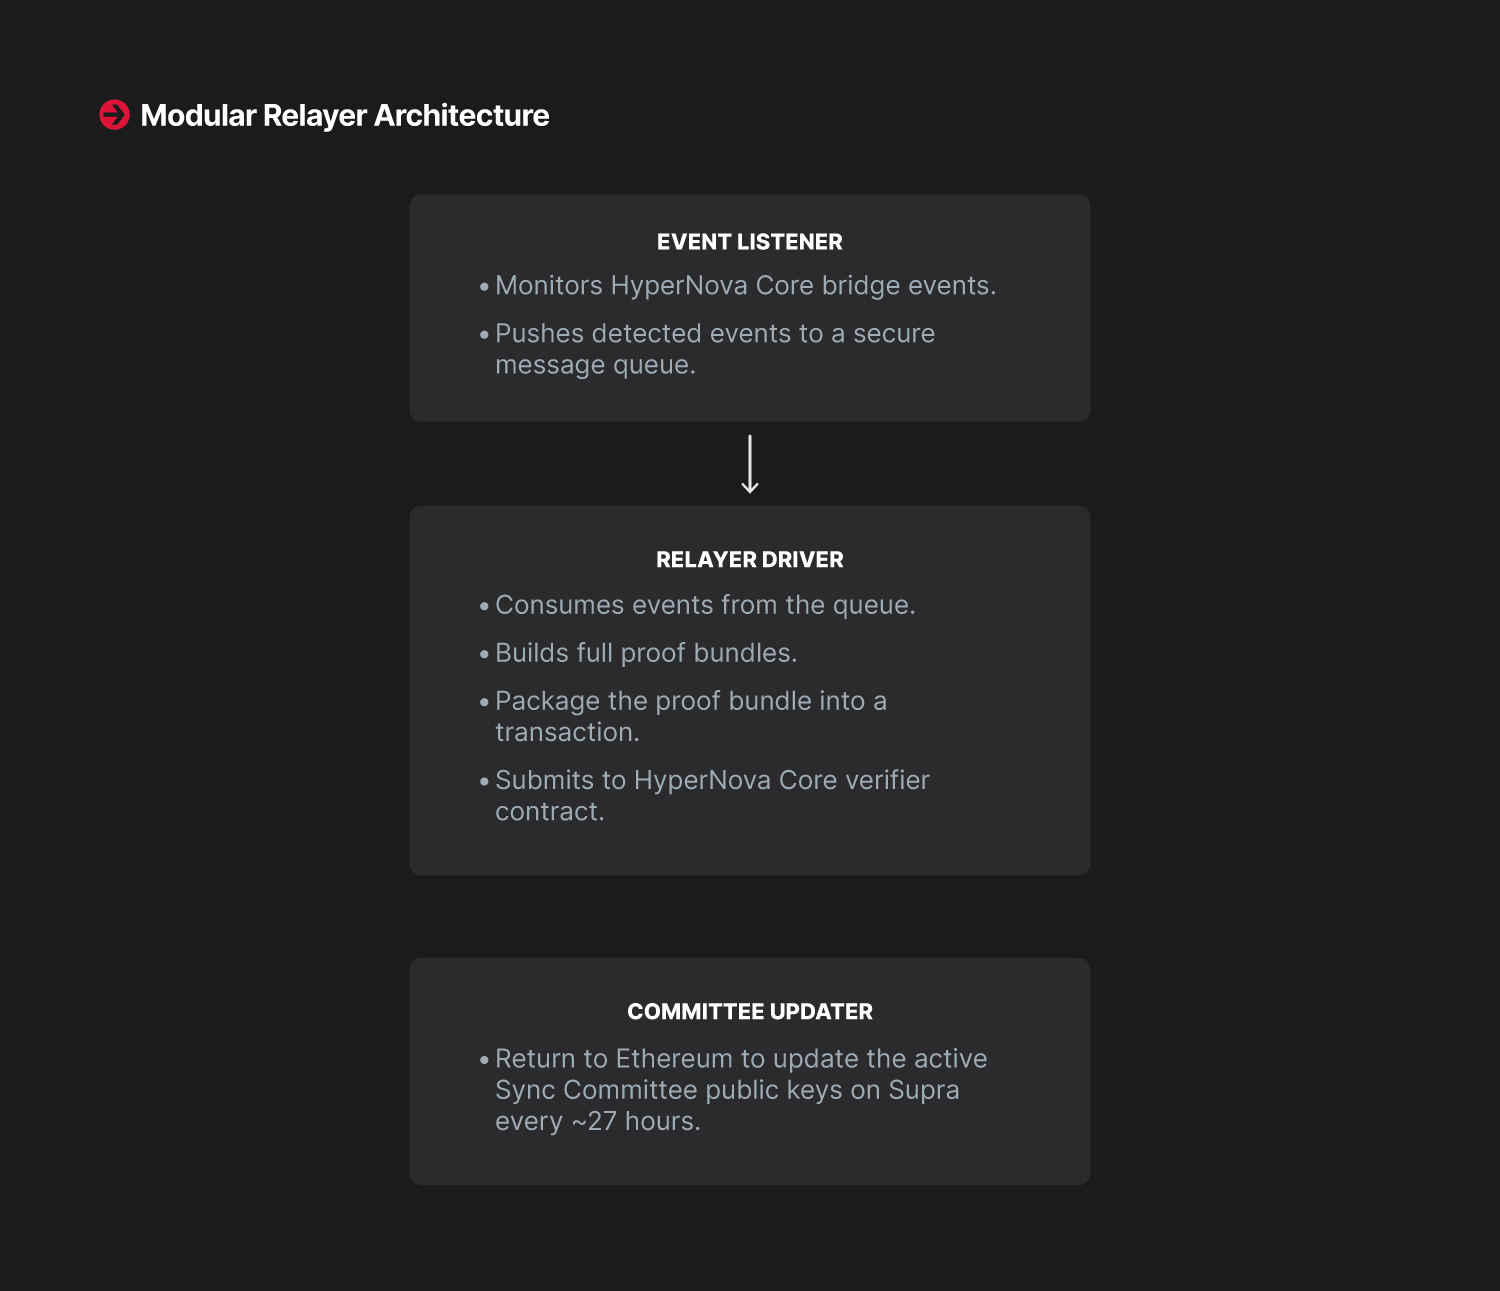 Modular Relayer Architecture
EVENT LISTENER
• Monitors HyperNova Core bridge events.
• Pushes detected events to a secure
message queue.
RELAYER DRIVER
• Consumes events from the queue.
• Builds full proof bundles.
• Package the proof bundle into a
transaction.
• Submits to HyperNova Core verifier
contract.
COMMITTEE UPDATER
• Return to Ethereum to update the active
Sync Committee public keys on Supra
every ~27 hours.